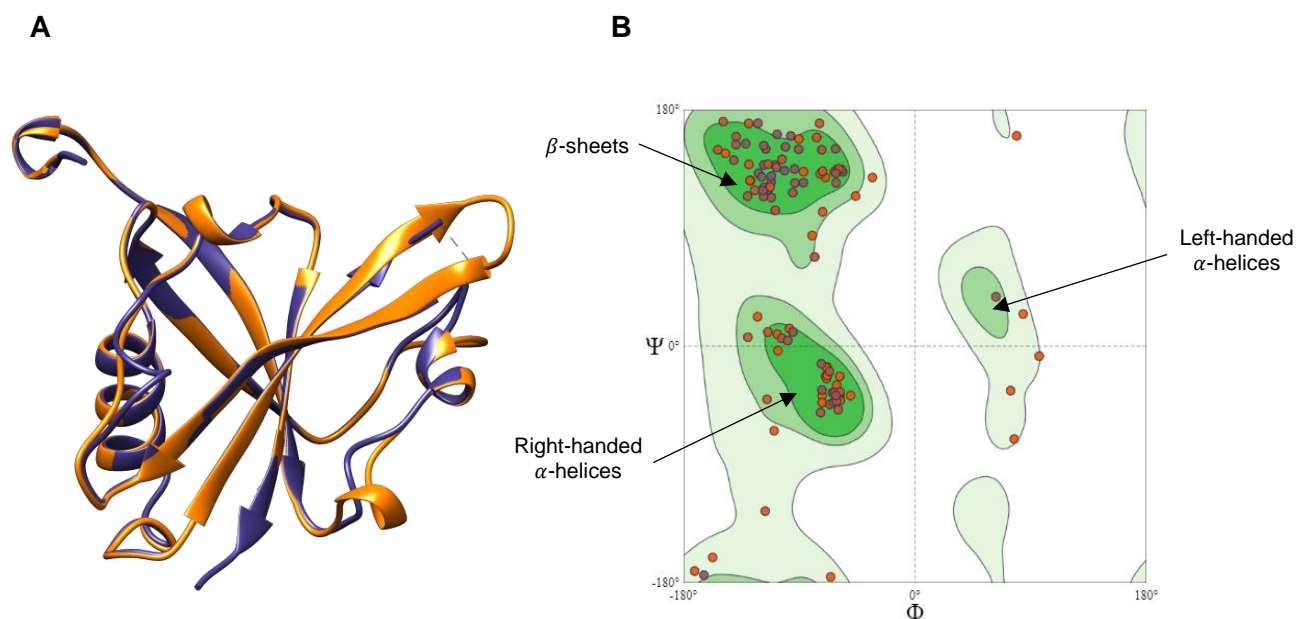 A
B
180°
β-sheets
Left-handed
α-helices
Ψ 0°
Right-handed
α-helices
-180°
-180° 0° 180°
Φ